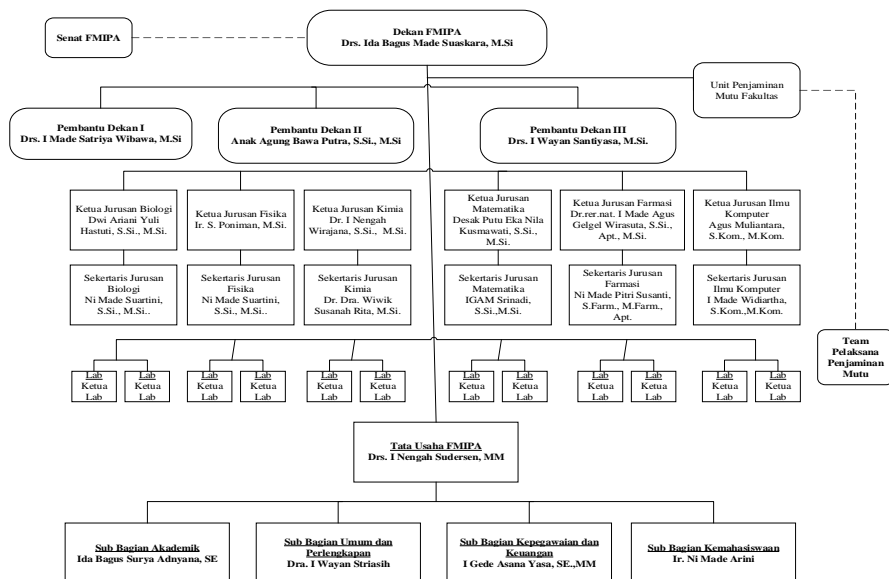 Senat FMIPA
Dekan FMIPA
Drs. Ida Bagus Made Suaskara, M.Si
Unit Penjaminan
Mutu Fakultas
Pembantu Dekan I
Drs. I Made Satriya Wibawa, M.Si
Pembantu Dekan II
Anak Agung Bawa Putra, S.Si., M.Si
Pembantu Dekan III
Drs. I Wayan Santiyasa, M.Si.
Ketua Jurusan Biologi
Dwi Ariani Yuli
Hastuti, S.Si., M.Si.
Ketua Jurusan Fisika
Ir. S. Poniman, M.Si.
Ketua Jurusan Kimia
Dr. I Nengah
Wirajana, S.Si., M.Si.
Ketua Jurusan
Matematika
Desak Putu Eka Nila
Kusmawati, S.Si.,
M.Si.
Ketua Jurusan Farmasi
Dr.rer.nat. I Made Agus
Gelgel Wirasuta, S.Si.,
Apt., M.Si.
Ketua Jurusan Ilmu
Komputer
Agus Muliantara,
S.Kom., M.Kom.
Sekertaris Jurusan
Biologi
Ni Made Suartini,
S.Si., M.Si..
Sekertaris Jurusan
Fisika
Ni Made Suartini,
S.Si., M.Si..
Sekertaris Jurusan
Kimia
Dr. Dra. Wiwik
Susanah Rita, M.Si.
Sekertaris Jurusan
Matematika
IGAM Srinadi,
S.Si.,M.Si.
Sekertaris Jurusan
Farmasi
Ni Made Pitri Susanti,
S.Farm., M.Farm.,
Apt.
Sekertaris Jurusan
Ilmu Komputer
I Made Widiartha,
S.Kom.,M.Kom.
Team
Pelaksana
Penjaminan
Mutu
Lab
Ketua
Lab
Lab
Ketua
Lab
Lab
Ketua
Lab
Lab
Ketua
Lab
Lab
Ketua
Lab
Lab
Ketua
Lab
Lab
Ketua
Lab
Lab
Ketua
Lab
Lab
Ketua
Lab
Lab
Ketua
Lab
Lab
Ketua
Lab
Lab
Ketua
Lab
Tata Usaha FMIPA
Drs. I Nengah Sudersen, MM
Sub Bagian Akademik
Ida Bagus Surya Adnyana, SE
Sub Bagian Umum dan
Perlengkapan
Dra. I Wayan Striasih
Sub Bagian Kepegawaian dan
Keuangan
I Gede Asana Yasa, SE.,MM
Sub Bagian Kemahasiswaan
Ir. Ni Made Arini